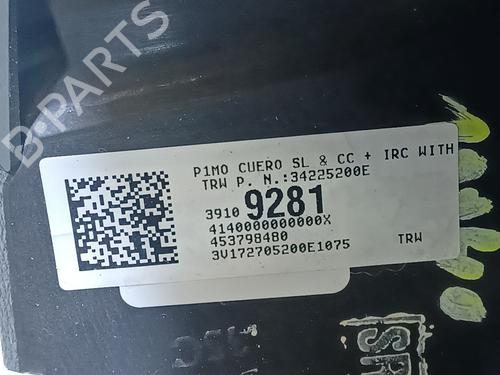 P1MO CUERO SL & CC + IRC WITH
TRW P. N.:34225200E
3910 9281
4140000000000X
453798480
3V172705200E1075 TRW
B-PARTS